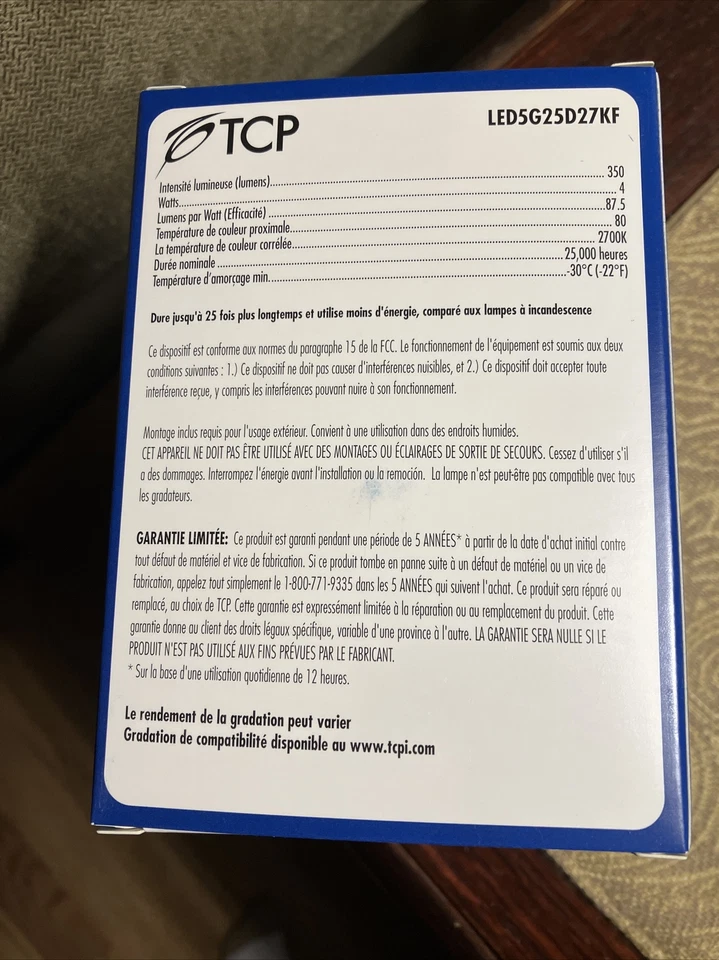 TCP
LED5G25D27KF
Intensité lumineuse (lumens)........350
Watts........4
Lumens par Watt (Efficacité)........87.5
Température de couleur proximale........80
La température de couleur corrélée........2700K
Durée nominale........25,000 heures
Température d'amorçage min........-30°C (-22°F)
Dure jusqu'à 25 fois plus longtemps et utilise moins d'énergie, comparé aux lampes à incandescence
Ce dispositif est conforme aux normes du paragraphe 15 de la FCC. Le fonctionnement de l'équipement est soumis aux deux
conditions suivantes : 1.) Ce dispositif ne doit pas causer d'interférences nuisibles, et 2.) Ce dispositif doit accepter toute
interférence reçue, y compris les interférences pouvant nuire à son fonctionnement.
Montage inclus requis pour l'usage extérieur. Convient à une utilisation dans des endroits humides.
CET APPAREIL NE DOIT PAS ÊTRE UTILISÉ AVEC DES MONTAGES OU ÉCLAIRAGES DE SORTIE DE SECOURS. Cessez d'utiliser s'il
a des dommages. Interrompez l'énergie avant l'installation ou la remoción. La lampe n'est peut-être pas compatible avec tous
les gradateurs.
GARANTIE LIMITÉE: Ce produit est garanti pendant une période de 5 ANNÉES* à partir de la date d'achat initial contre
tout défaut de matériel et vice de fabrication. Si ce produit tombe en panne suite à un défaut de matériel ou un vice de
fabrication, appelez tout simplement le 1-800-771-9335 dans les 5 ANNÉES qui suivent l'achat. Ce produit sera réparé ou
remplacé, au choix de TCP. Cette garantie est expressément limitée à la réparation ou au remplacement du produit. Cette
garantie donne au client des droits légaux spécifique, variable d'une province à l'autre. LA GARANTIE SERA NULLE SI LE
PRODUIT N'EST PAS UTILISÉ AUX FINS PRÉVUES PAR LE FABRICANT.
* Sur la base d'une utilisation quotidienne de 12 heures.
Le rendement de la gradation peut varier
Gradation de compatibilité disponible au www.tcpi.com